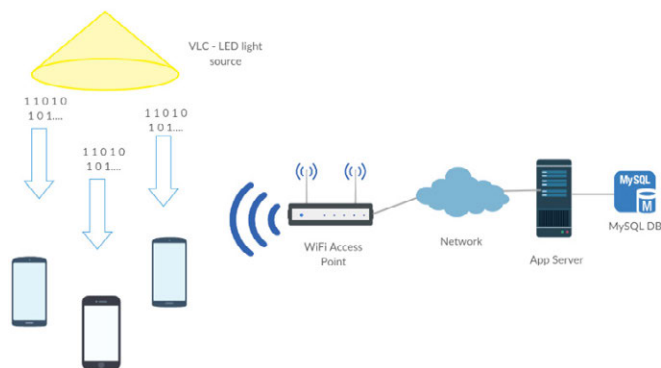 VLC - LED light
source
1 1 0 1 0
1 0 1....
1 1 0 1 0
1 0 1....
1 1 0 1 0
1 0 1....
WiFi Access
Point
Network
App Server
MySQL
M
MySQL DB